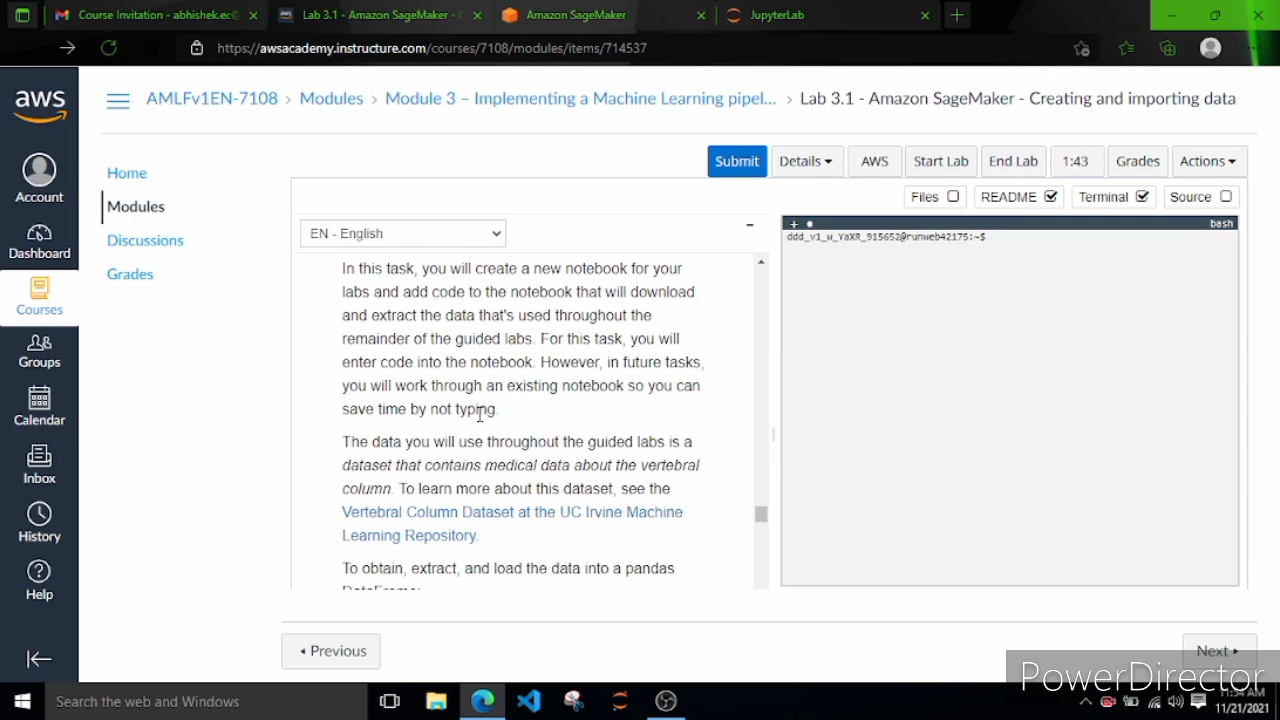 Course Invitation - abhishek.ec@
Lab 3.1 - Amazon SageMaker - C
Amazon SageMaker
JupyterLab
https://awsacademy.instructure.com/courses/7108/modules/items/714537
aws
AMLFv1EN-7108 › Modules › Module 3 – Implementing a Machine Learning pipel... › Lab 3.1 - Amazon SageMaker - Creating and importing data
Account
Dashboard
Courses
Groups
Calendar
Inbox
History
Help
Home
Modules
Discussions
Grades
Submit
Details
AWS
Start Lab
End Lab
1:43
Grades
Actions
Files
README
Terminal
Source
EN - English
In this task, you will create a new notebook for your
labs and add code to the notebook that will download
and extract the data that's used throughout the
remainder of the guided labs. For this task, you will
enter code into the notebook. However, in future tasks,
you will work through an existing notebook so you can
save time by not typing.
The data you will use throughout the guided labs is a
dataset that contains medical data about the vertebral
column. To learn more about this dataset, see the
Vertebral Column Dataset at the UC Irvine Machine
Learning Repository.
To obtain, extract, and load the data into a pandas
DataFrame:
bash
ddd_v1_w_YaXR_915652@runweb42175:~$
Previous
Next
PowerDirector
Search the web and Windows
11:54 AM
11/21/2021